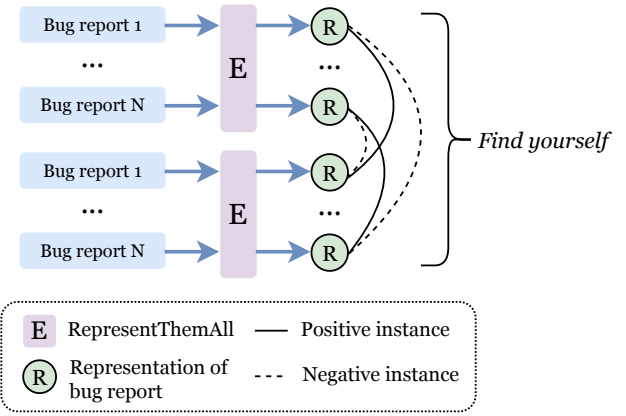 Bug report 1
E
R
...
...
Bug report N
R
Find yourself
Bug report 1
E
R
...
...
Bug report N
R
E RepresentThemAll
Positive instance
R Representation of
bug report
Negative instance